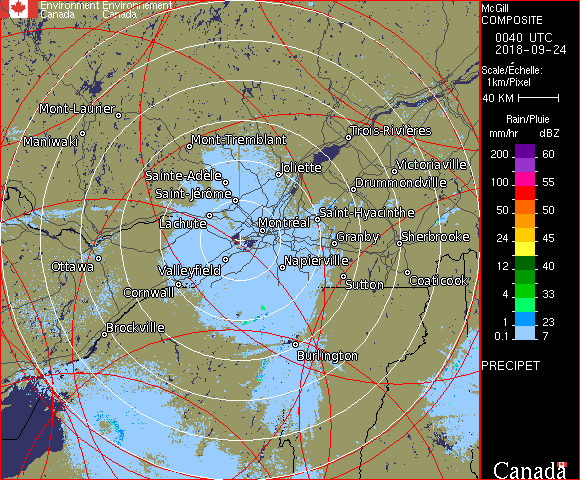 Environment Environnement
Canada Canada
McGill
COMPOSITE
0040 UTC
2018-09-24
Scale/Échelle:
1km/Pixel
40 KM
Rain/Pluie
mm/hr dBZ
200 60
100 55
50 50
24 45
12 40
4 33
1 23
0.1 7
PRECIPET
Canada
Mont-Laurier
Maniwaki
Mont-Tremblant
Trois-Rivières
Sainte-Adèle
Joliette
Victoriaville
Saint-Jérôme
Drummondville
Lachute
Montréal
Saint-Hyacinthe
Granby
Sherbrooke
Ottawa
Valleyfield
Napierville
Cornwall
Sutton
Coaticook
Brockville
Burlington